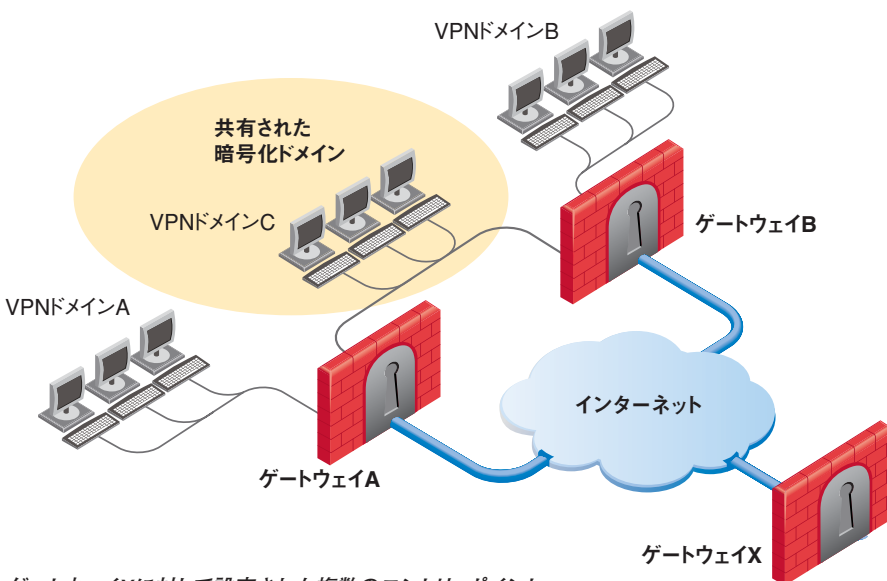 VPNドメインB
共有された
暗号化ドメイン
VPNドメインC
ゲートウェイB
VPNドメインA
インターネット
ゲートウェイA
ゲートウェイX